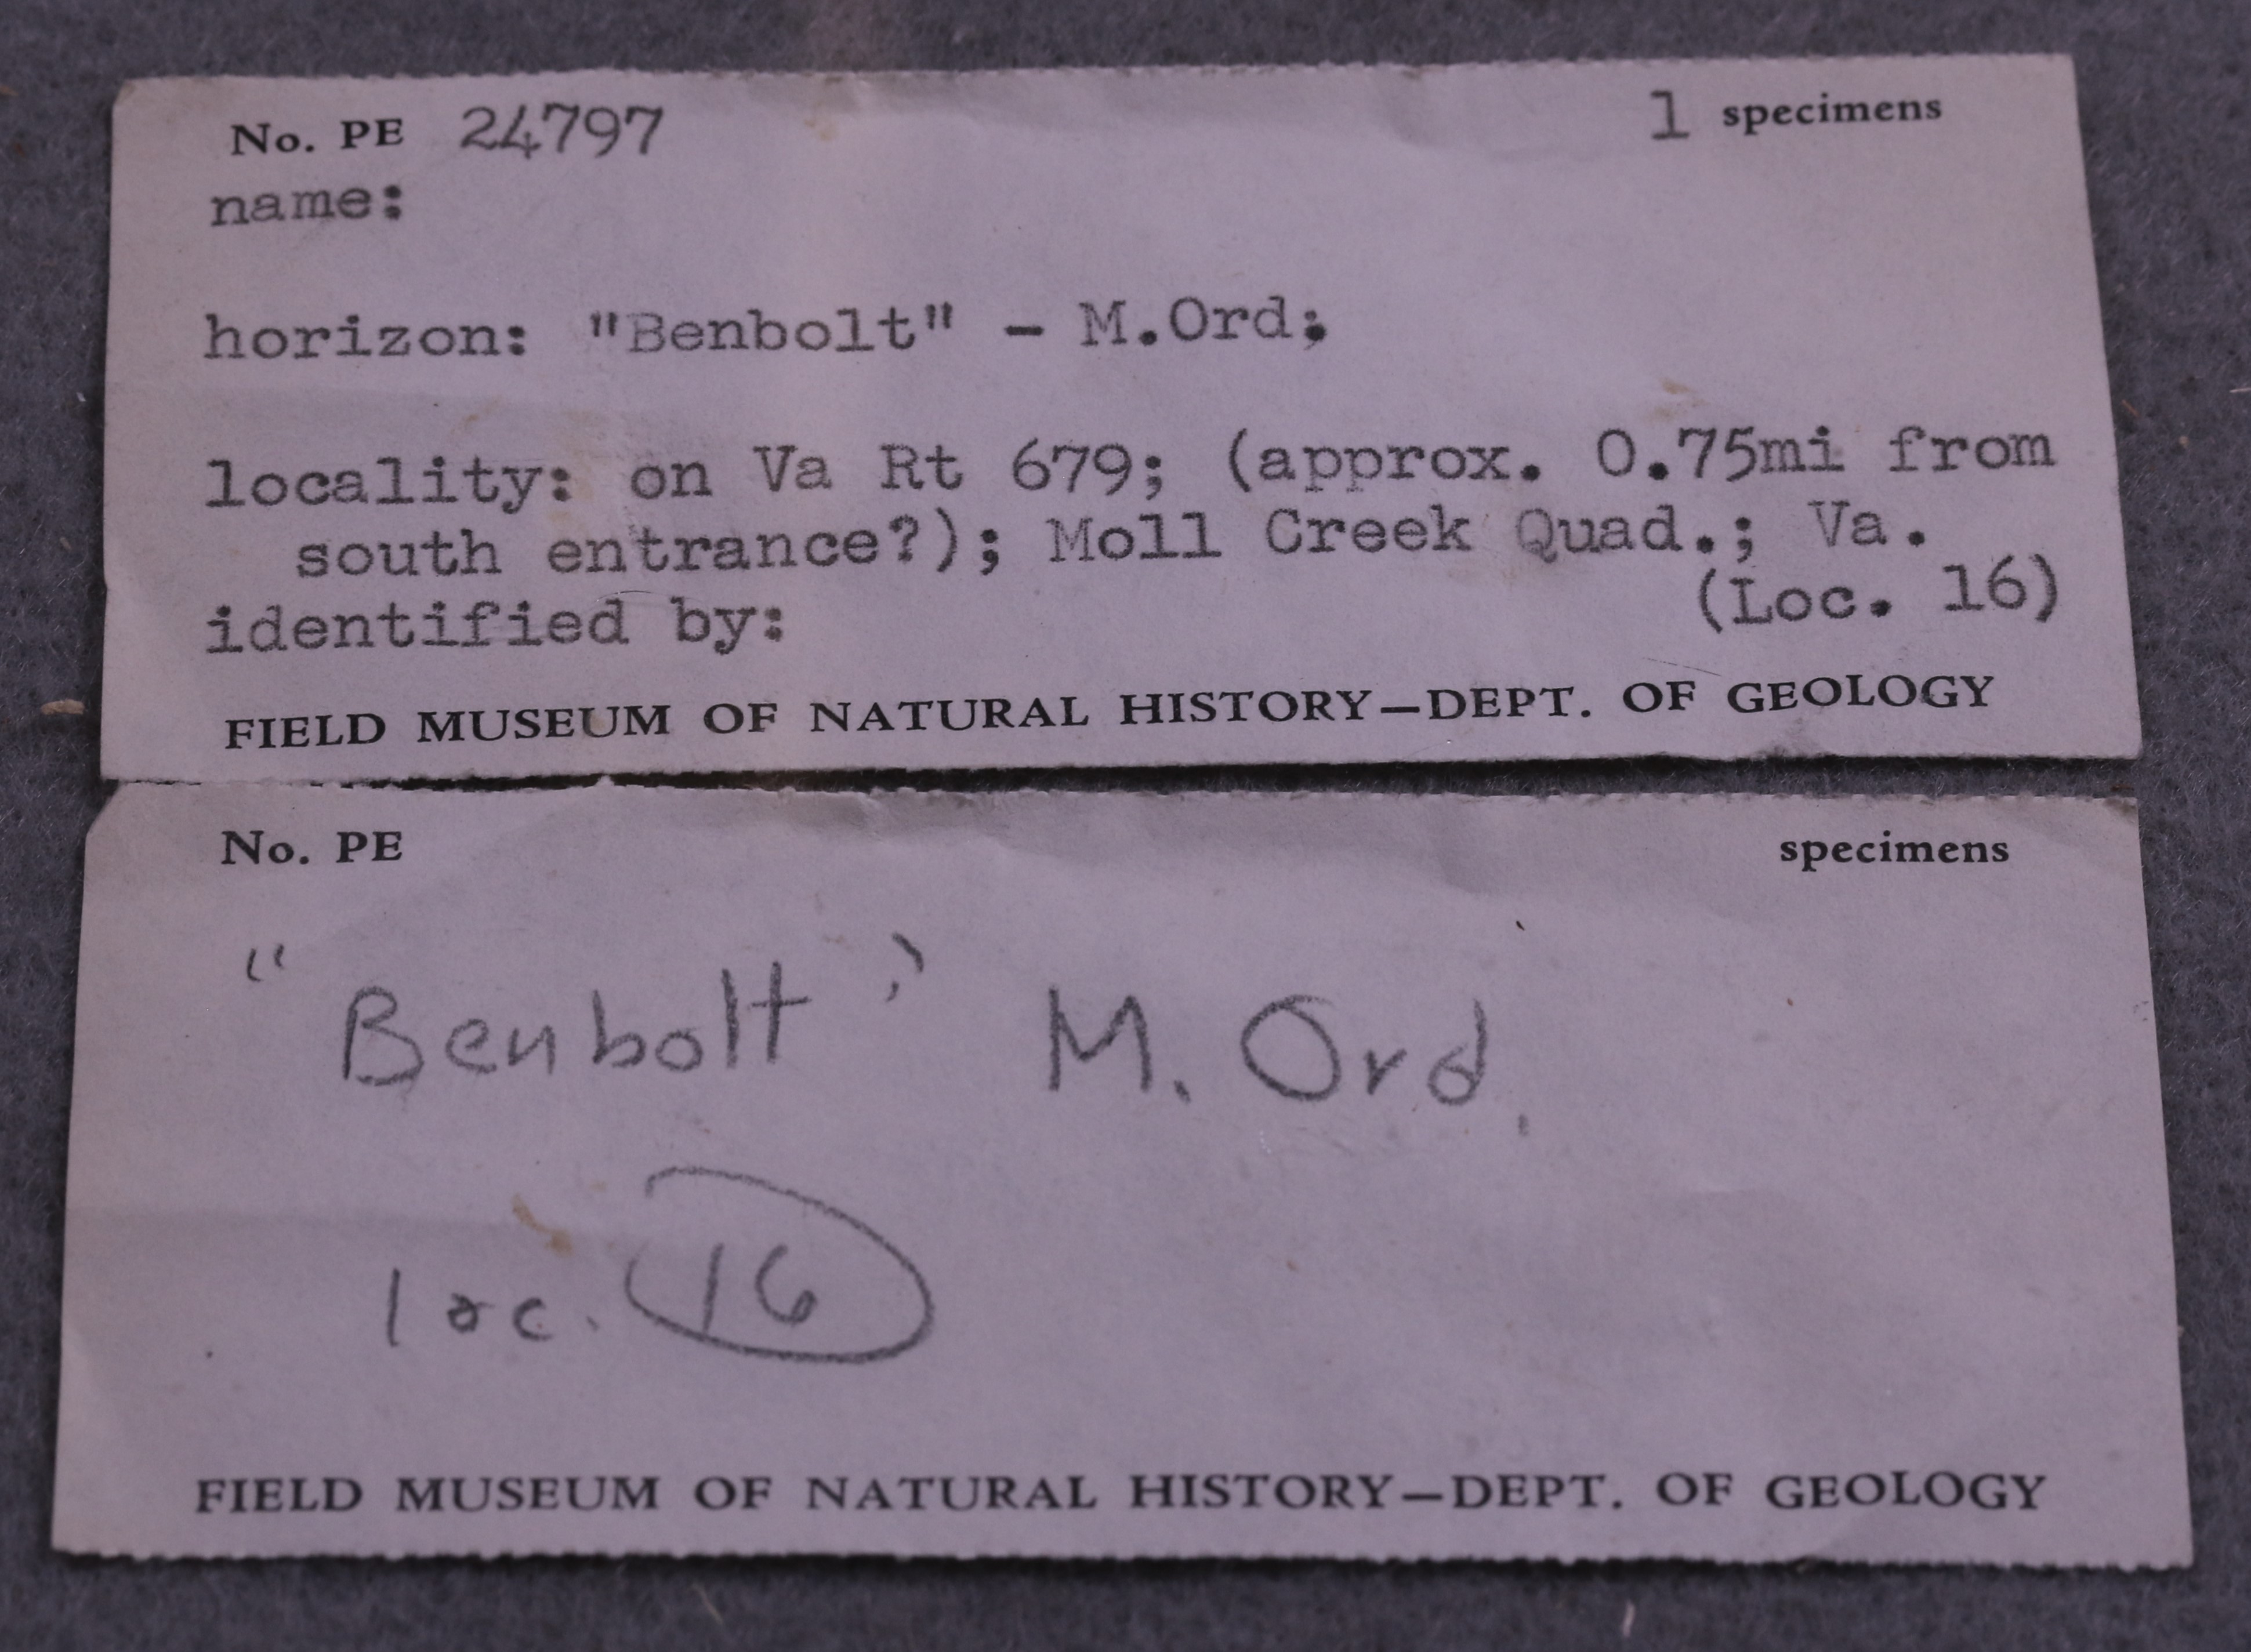 No. PE 24797 1 specimens
name:
horizon: "Benbolt" - M.Ord;
locality: on Va Rt 679; (approx. 0.75mi from
south entrance?); Moll Creek Quad.; Va.
(Loc. 16)
identified by:
FIELD MUSEUM OF NATURAL HISTORY—DEPT. OF GEOLOGY
No. PE specimens
"Benbolt" M. Ord.
loc. 16
FIELD MUSEUM OF NATURAL HISTORY—DEPT. OF GEOLOGY